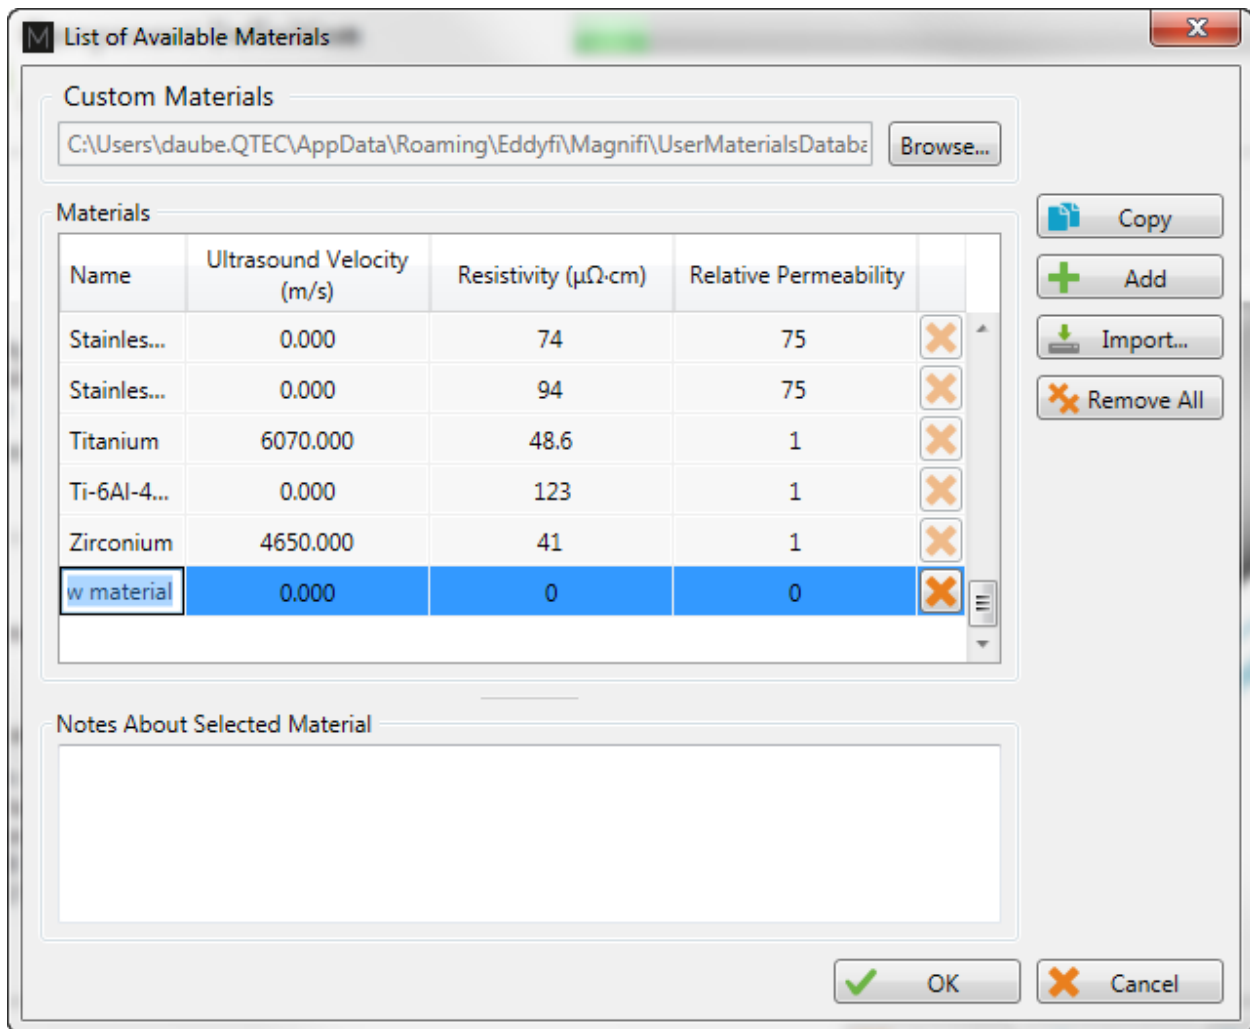 M List of Available Materials
Custom Materials
C:\Users\daube.QTEC\AppData\Roaming\Eddyfi\Magnifi\UserMaterialsDataba Browse...
Materials
Name Ultrasound Velocity (m/s) Resistivity (μΩ·cm) Relative Permeability
Stainles... 0.000 74 75
Stainles... 0.000 94 75
Titanium 6070.000 48.6 1
Ti-6Al-4... 0.000 123 1
Zirconium 4650.000 41 1
w material 0.000 0 0
Copy
Add
Import...
Remove All
Notes About Selected Material
OK Cancel